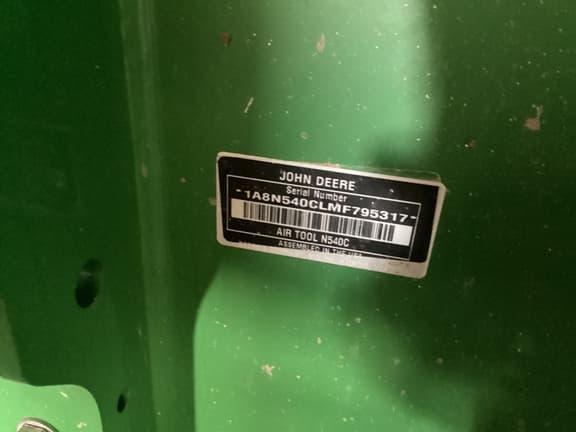 JOHN DEERE
Serial Number
-1A8N540CLMF795317-
AIR TOOL N540C
ASSEMBLED IN THE USA